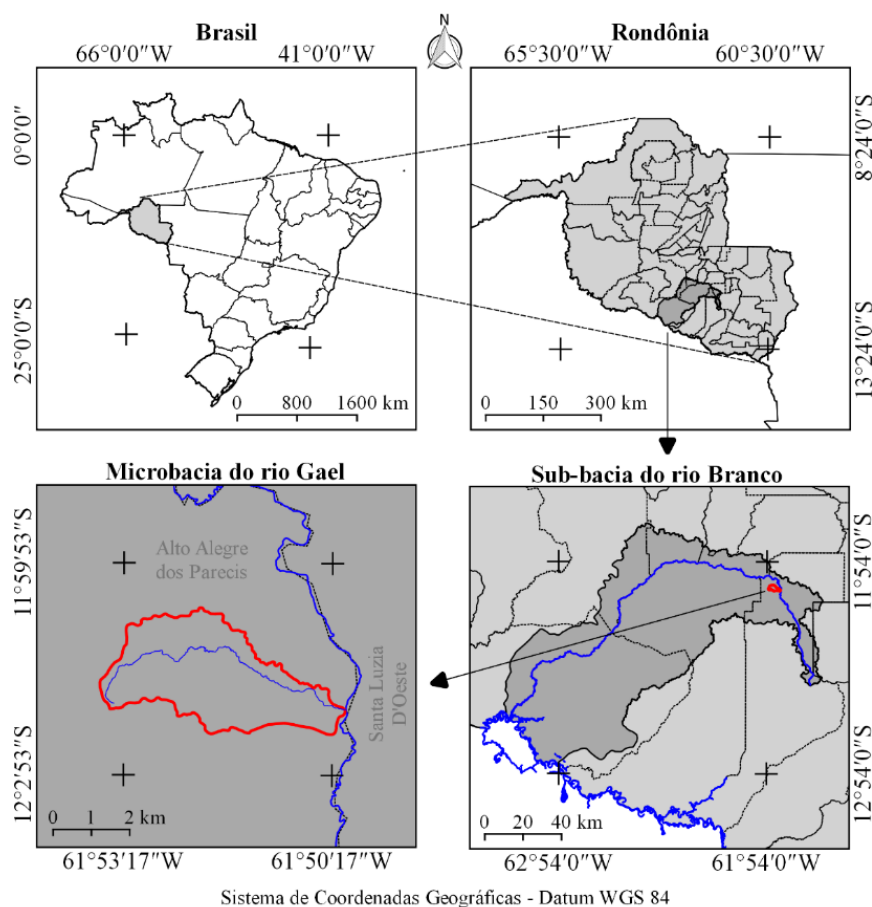 N
Brasil
66°0'0"W 41°0'0"W
0°0'0"
25°0'0"S
0 800 1600 km
Rondônia
65°30'0"W 60°30'0"W
8°24'0"S
13°24'0"S
0 150 300 km
Microbacia do rio Gael
11°59'53"S
12°2'53"S
Alto Alegre
dos Parecis
Santa Luzia
D'Oeste
0 1 2 km
61°53'17"W 61°50'17"W
Sub-bacia do rio Branco
11°54'0"S
12°54'0"S
0 20 40 km
62°54'0"W 61°54'0"W
Sistema de Coordenadas Geográficas - Datum WGS 84